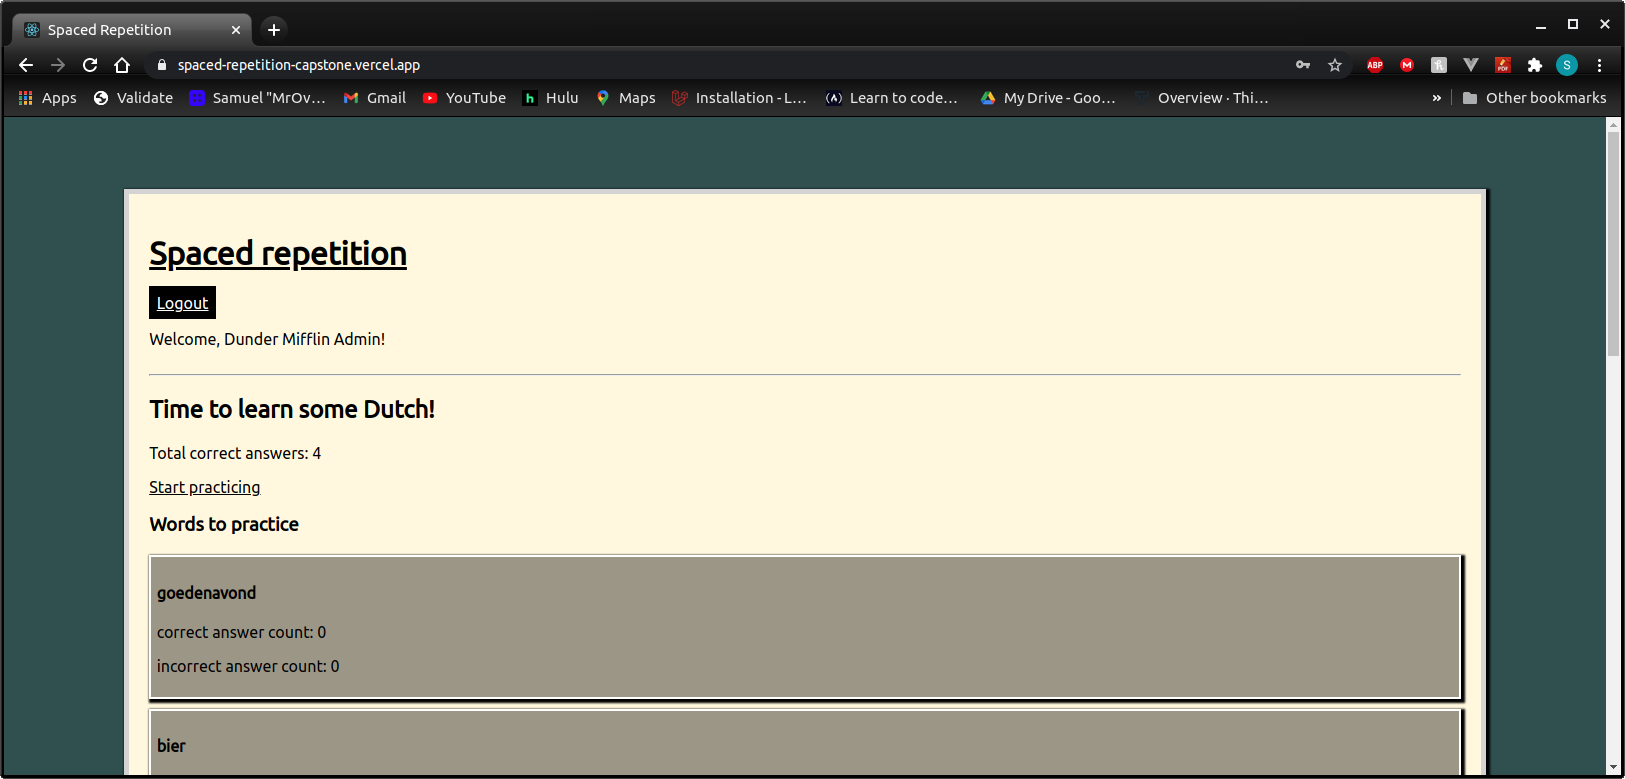 Spaced Repetition
spaced-repetition-capstone.vercel.app
ABP
M
PDF
S
Apps Validate Samuel "MrOv... Gmail YouTube h Hulu Maps Installation - L... (A) Learn to code... My Drive - Goo... Overview · Thi... » Other bookmarks
Spaced repetition
Logout
Welcome, Dunder Mifflin Admin!
Time to learn some Dutch!
Total correct answers: 4
Start practicing
Words to practice
goedenavond
correct answer count: 0
incorrect answer count: 0
bier